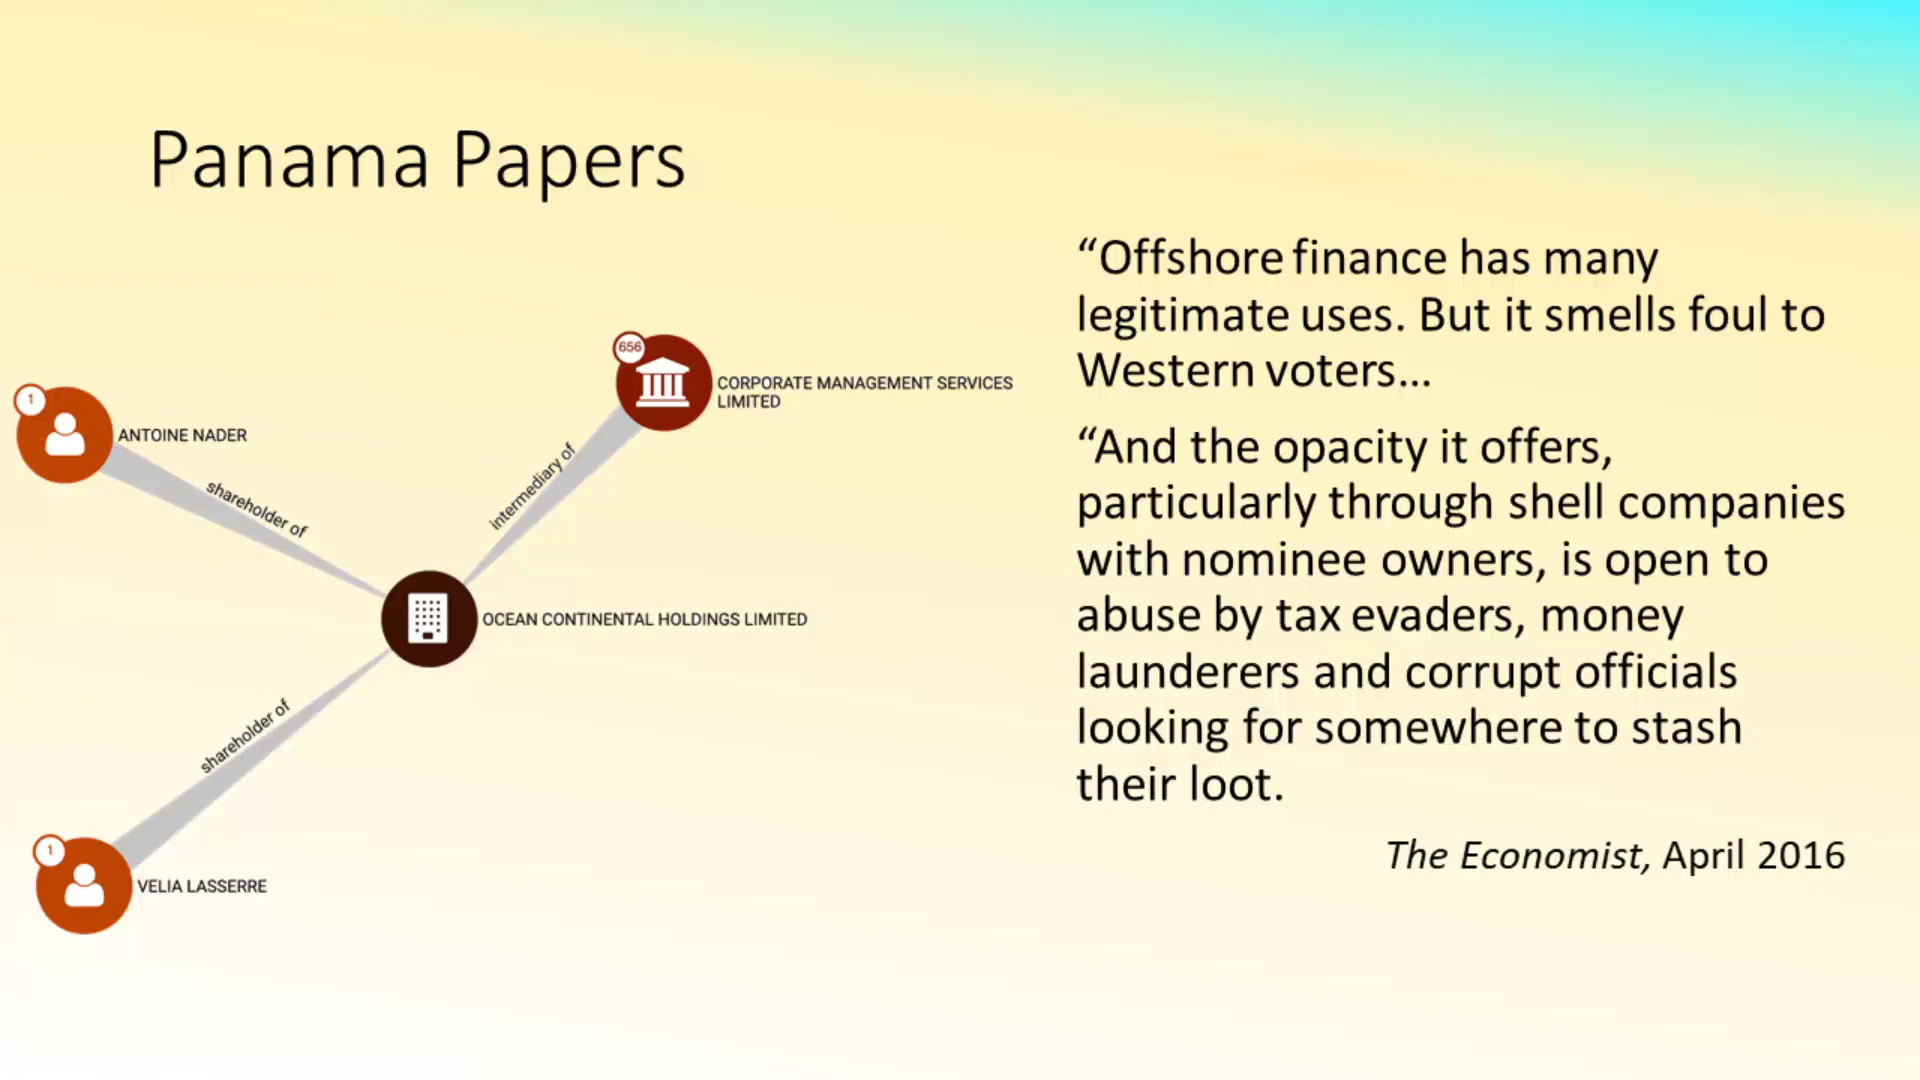 Panama Papers
656
CORPORATE MANAGEMENT SERVICES
LIMITED
1
ANTOINE NADER
shareholder of
intermediary of
OCEAN CONTINENTAL HOLDINGS LIMITED
shareholder of
1
VELIA LASSERRE
“Offshore finance has many
legitimate uses. But it smells foul to
Western voters…
“And the opacity it offers,
particularly through shell companies
with nominee owners, is open to
abuse by tax evaders, money
launderers and corrupt officials
looking for somewhere to stash
their loot.
The Economist, April 2016